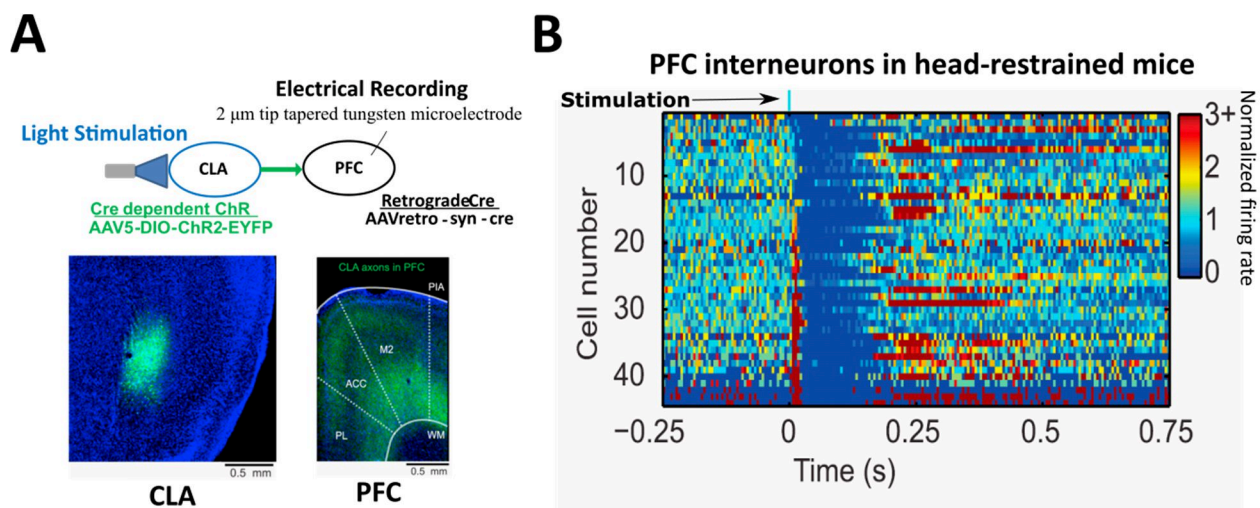 A
Electrical Recording
2 μm tip tapered tungsten microelectrode
Light Stimulation
CLA
PFC
Cre dependent ChR
AAV5-DIO-ChR2-EYFP
RetrogradeCre
AAVretro - syn - cre
CLA axons in PFC
PIA
M2
ACC
PL
WM
0.5 mm
0.5 mm
CLA
PFC
B
PFC interneurons in head-restrained mice
Stimulation
Cell number
10
20
30
40
−0.25
0
0.25
0.5
0.75
Time (s)
3+
2
1
0
Normalized firing rate